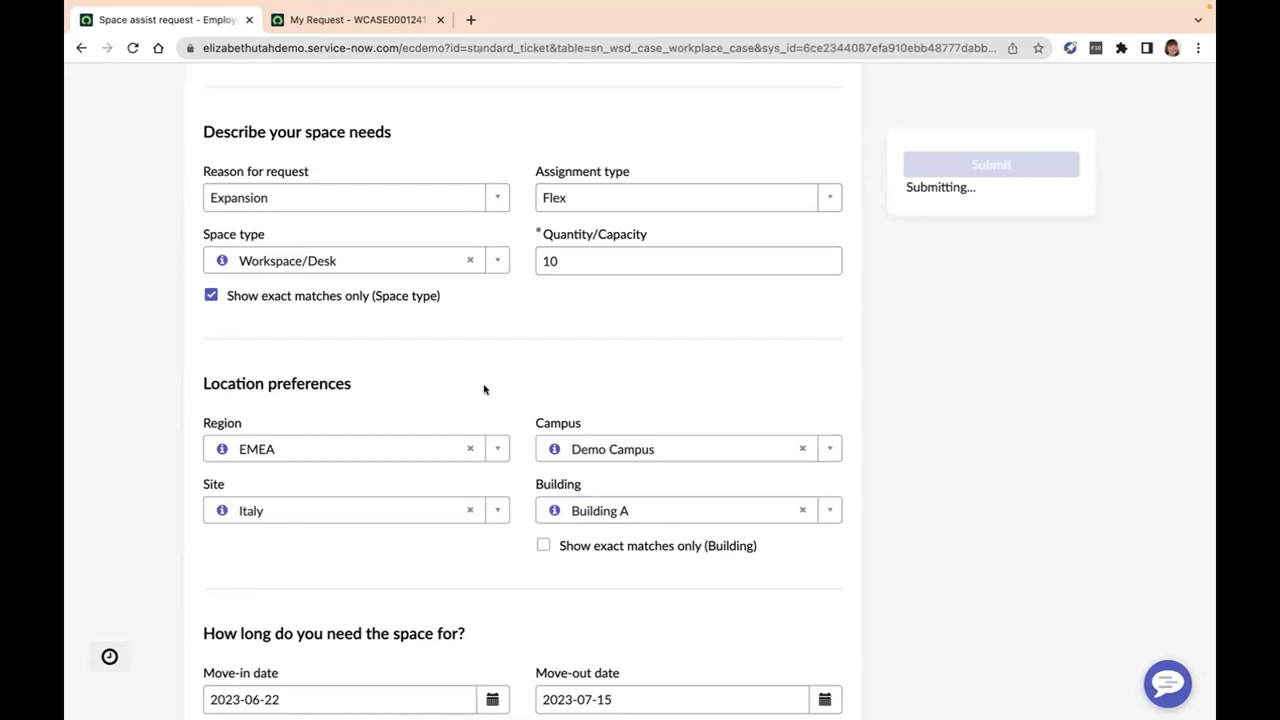 Space assist request - Employ
My Request - WCASE0001241
elizabethutahdemo.service-now.com/ecdemo?id=standard_ticket&table=sn_wsd_case_workplace_case&sys_id=6ce2344087efa910ebb48777dabb...
Describe your space needs
Reason for request
Assignment type
Expansion
Flex
Space type
*Quantity/Capacity
Workspace/Desk
10
Show exact matches only (Space type)
Submit
Submitting...
Location preferences
Region
Campus
EMEA
Demo Campus
Site
Building
Italy
Building A
Show exact matches only (Building)
How long do you need the space for?
Move-in date
Move-out date
2023-06-22
2023-07-15